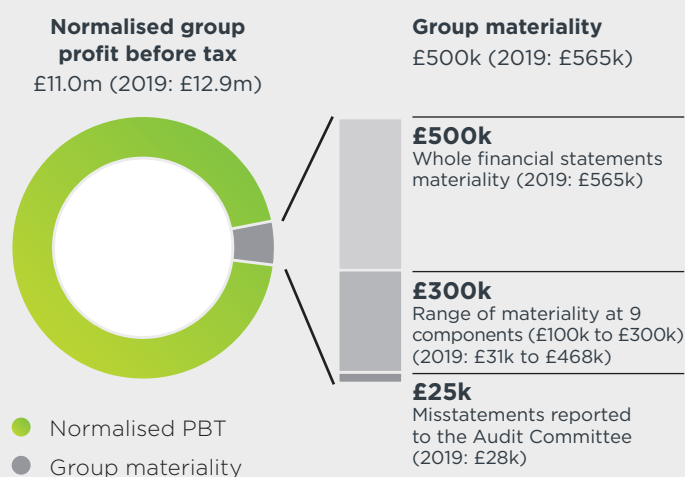 Normalised group
profit before tax
£11.0m (2019: £12.9m)
Group materiality
£500k (2019: £565k)
£500k
Whole financial statements
materiality (2019: £565k)
£300k
Range of materiality at 9
components (£100k to £300k)
(2019: £31k to £468k)
£25k
Misstatements reported
to the Audit Committee
(2019: £28k)
Normalised PBT
Group materiality